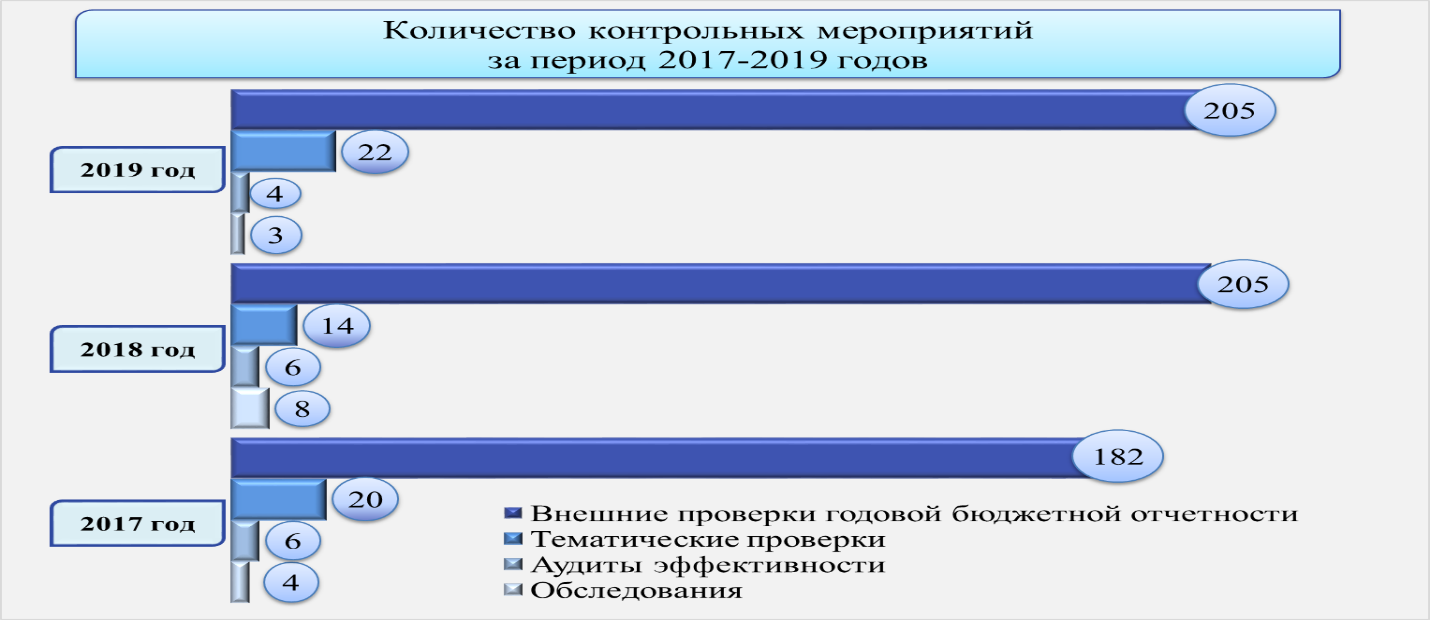 Количество контрольных мероприятий
за период 2017-2019 годов
205
2019 год
22
4
3
205
2018 год
14
6
8
182
2017 год
20
6
4
Внешние проверки годовой бюджетной отчетности
Тематические проверки
Аудиты эффективности
Обследования